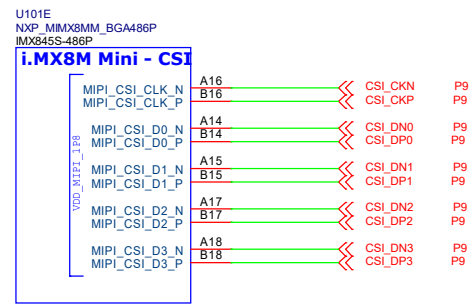 U101E
NXP_MIMX8MM_BGA486P
IMX845S-486P
i.MX8M Mini - CSI
VDD_MIPI_1P8
MIPI_CSI_CLK_N A16 CSI_CKN P9
MIPI_CSI_CLK_P B16 CSI_CKP P9
MIPI_CSI_D0_N A14 CSI_DN0 P9
MIPI_CSI_D0_P B14 CSI_DP0 P9
MIPI_CSI_D1_N A15 CSI_DN1 P9
MIPI_CSI_D1_P B15 CSI_DP1 P9
MIPI_CSI_D2_N A17 CSI_DN2 P9
MIPI_CSI_D2_P B17 CSI_DP2 P9
MIPI_CSI_D3_N A18 CSI_DN3 P9
MIPI_CSI_D3_P B18 CSI_DP3 P9